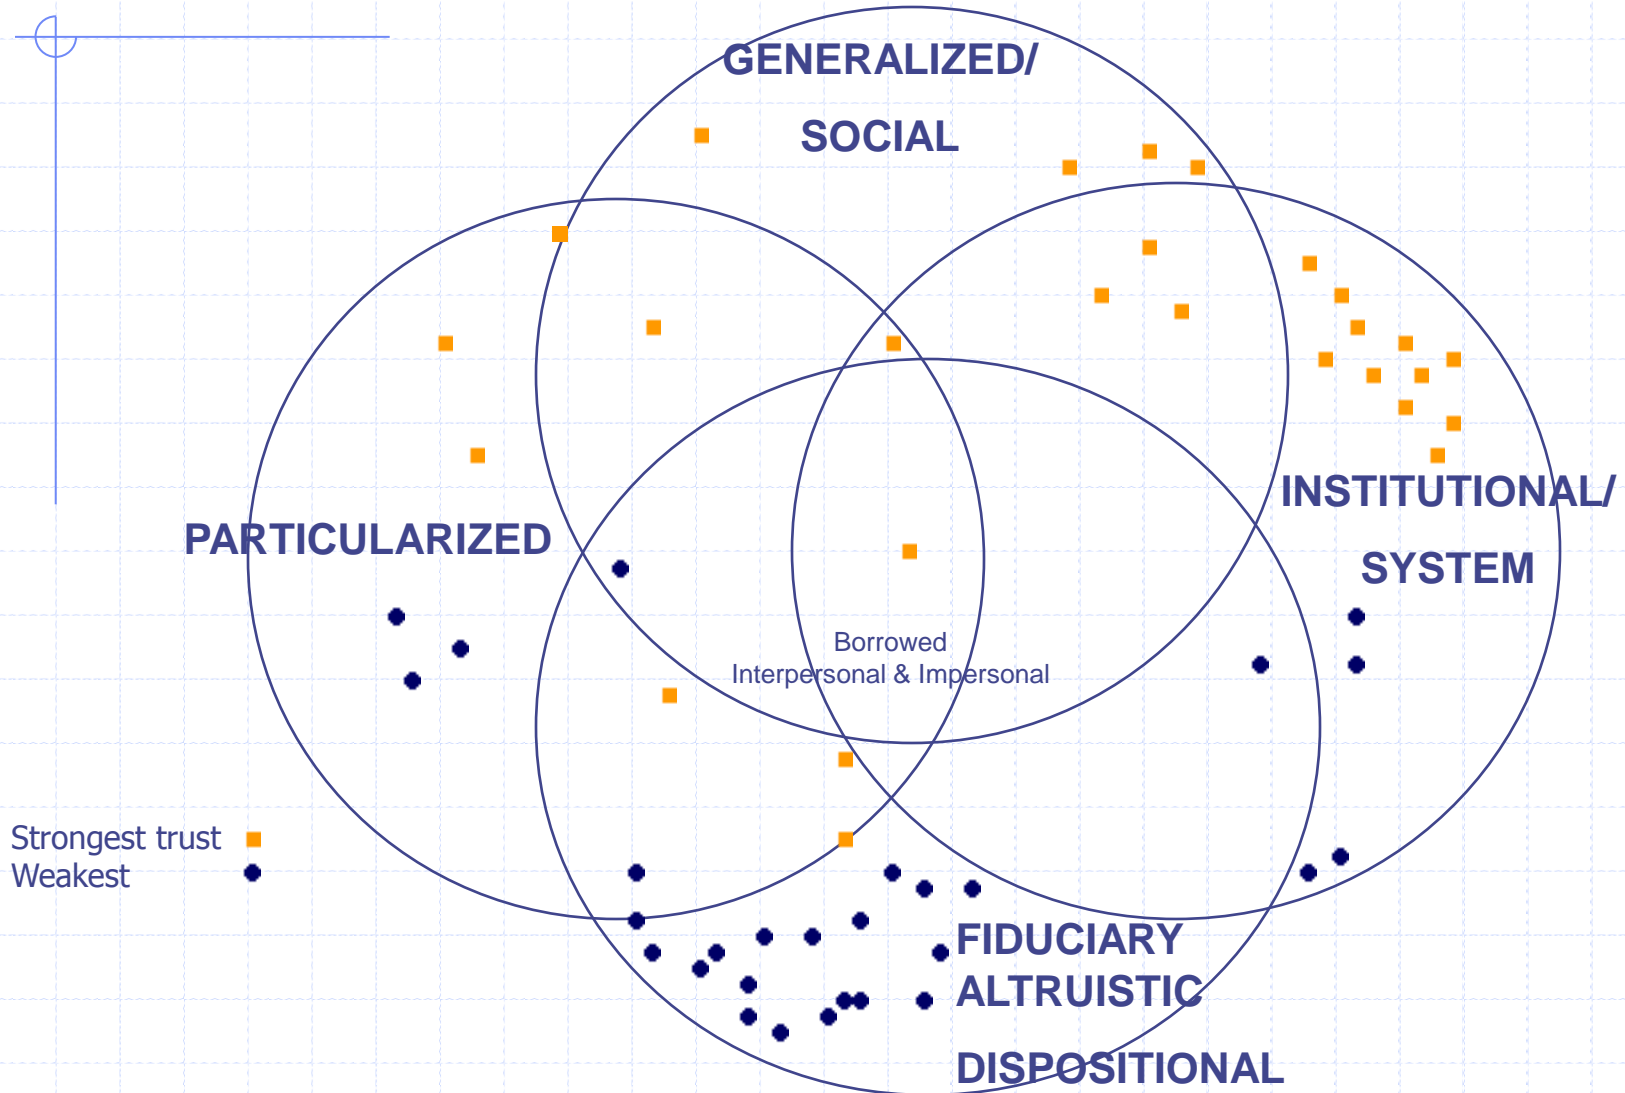 GENERALIZED/
SOCIAL
PARTICULARIZED
INSTITUTIONAL/
SYSTEM
Borrowed
Interpersonal & Impersonal
Strongest trust
Weakest
FIDUCIARY
ALTRUISTIC
DISPOSITIONAL